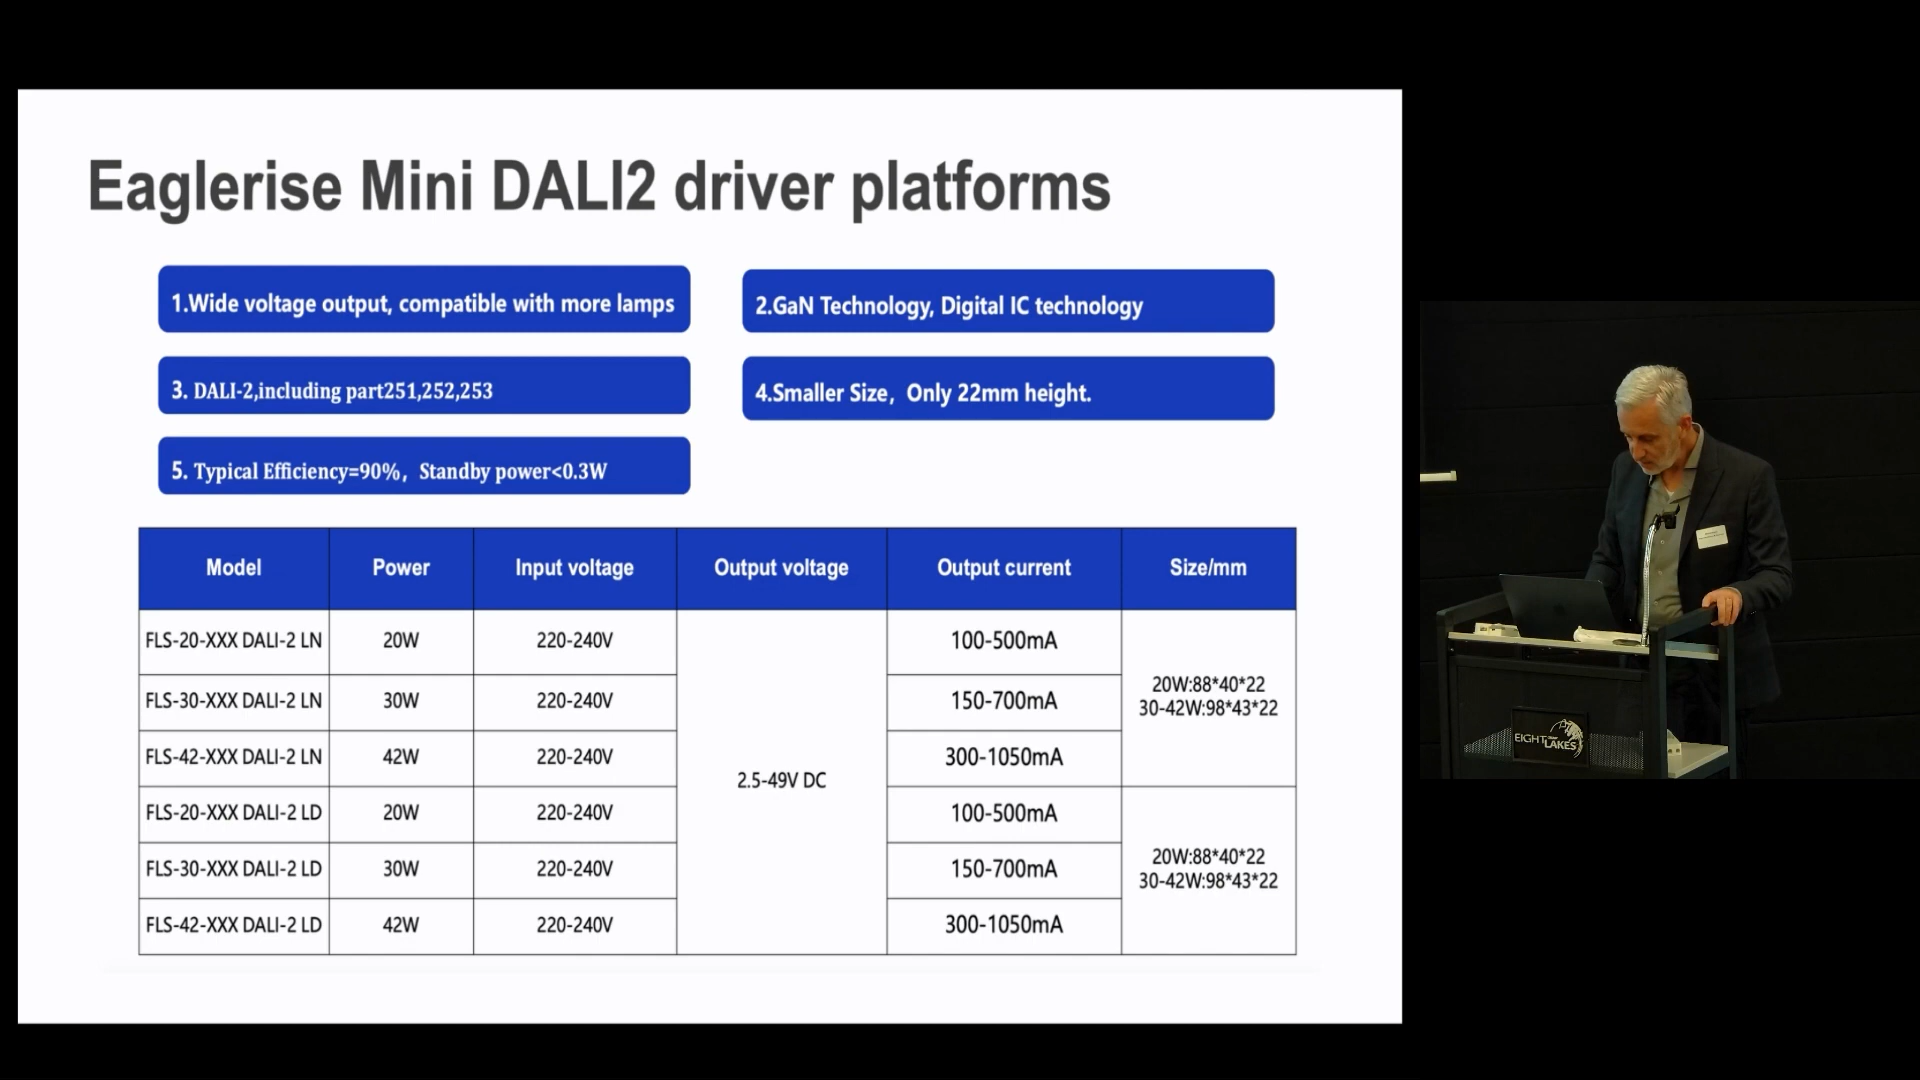 Eaglerise Mini DALI2 driver platforms
1.Wide voltage output, compatible with more lamps
2.GaN Technology, Digital IC technology
3. DALI-2,including part251,252,253
4.Smaller Size, Only 22mm height.
5. Typical Efficiency=90%, Standby power<0.3W
Model Power Input voltage Output voltage Output current Size/mm
FLS-20-XXX DALI-2 LN 20W 220-240V 100-500mA
FLS-30-XXX DALI-2 LN 30W 220-240V 150-700mA
20W:88*40*22
30-42W:98*43*22
FLS-42-XXX DALI-2 LN 42W 220-240V 300-1050mA
2.5-49V DC
FLS-20-XXX DALI-2 LD 20W 220-240V 100-500mA
FLS-30-XXX DALI-2 LD 30W 220-240V 150-700mA
20W:88*40*22
30-42W:98*43*22
FLS-42-XXX DALI-2 LD 42W 220-240V 300-1050mA
EIGHT
LAKES